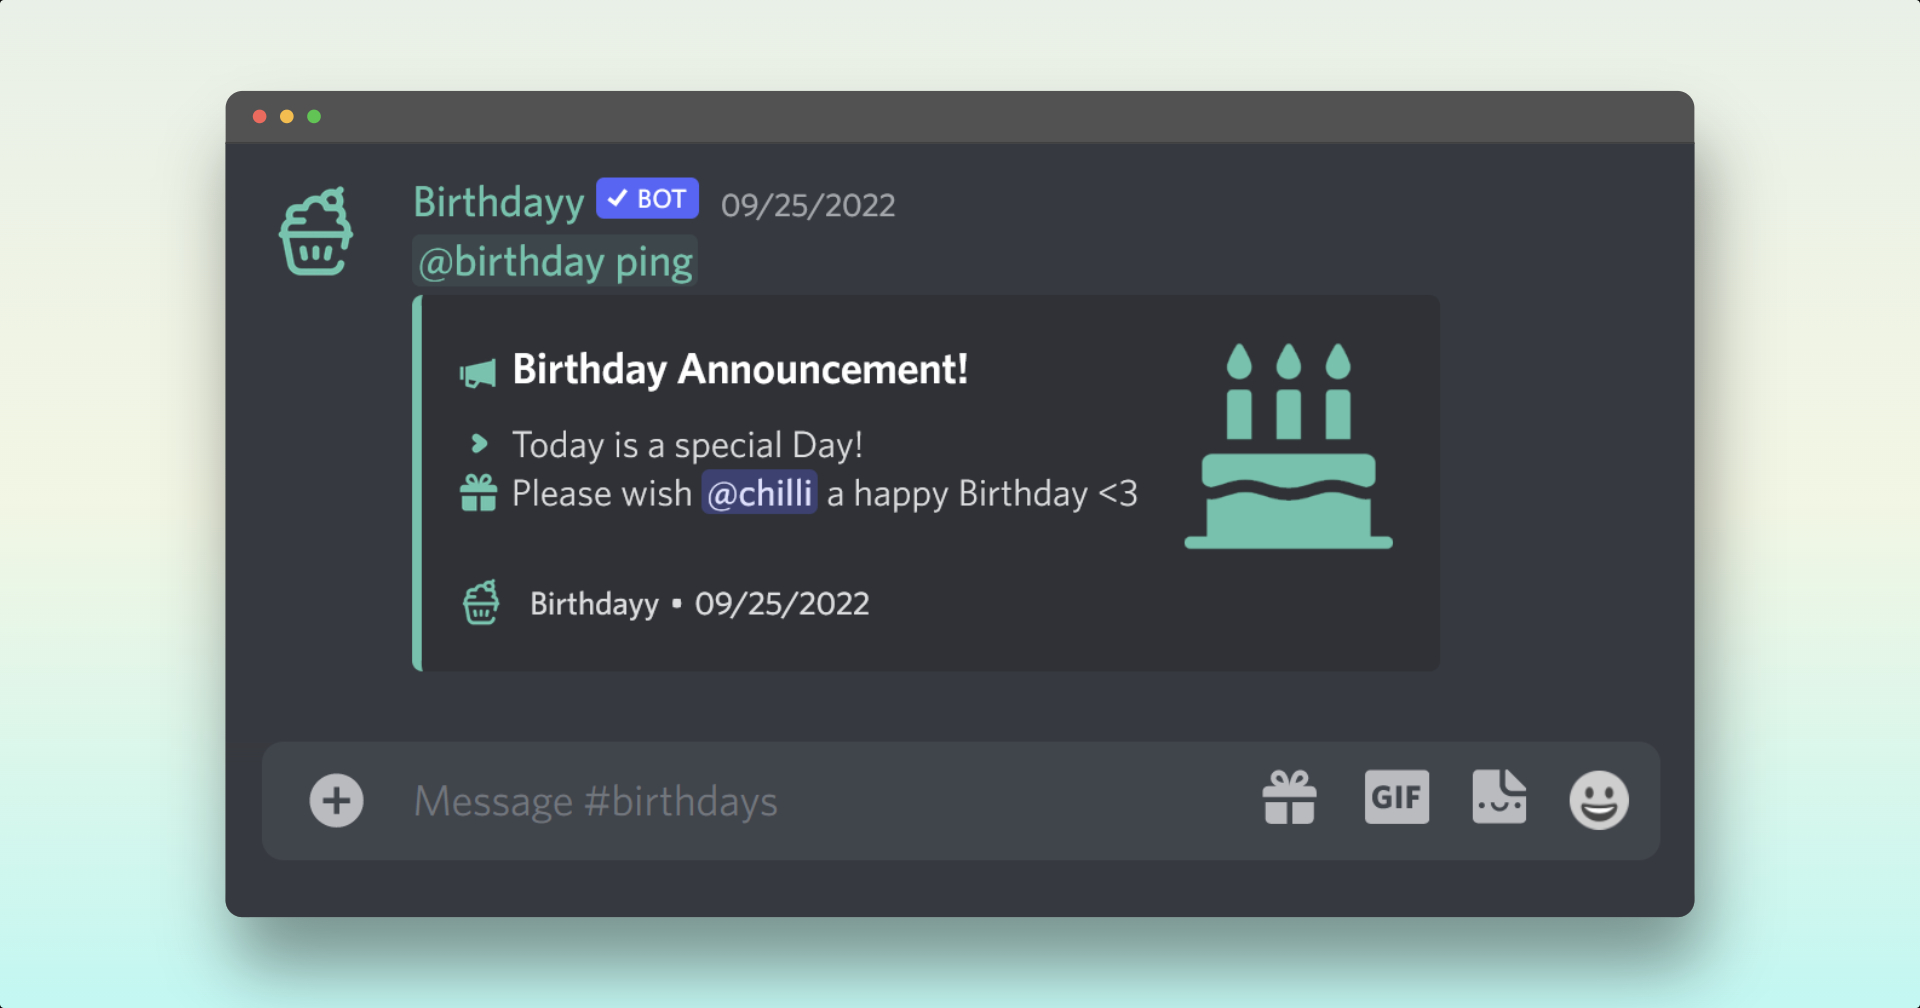 Birthdayy ✓ BOT 09/25/2022
@birthday ping
Birthday Announcement!
Today is a special Day!
Please wish @chilli a happy Birthday <3
Birthdayy • 09/25/2022
Message #birthdays
GIF